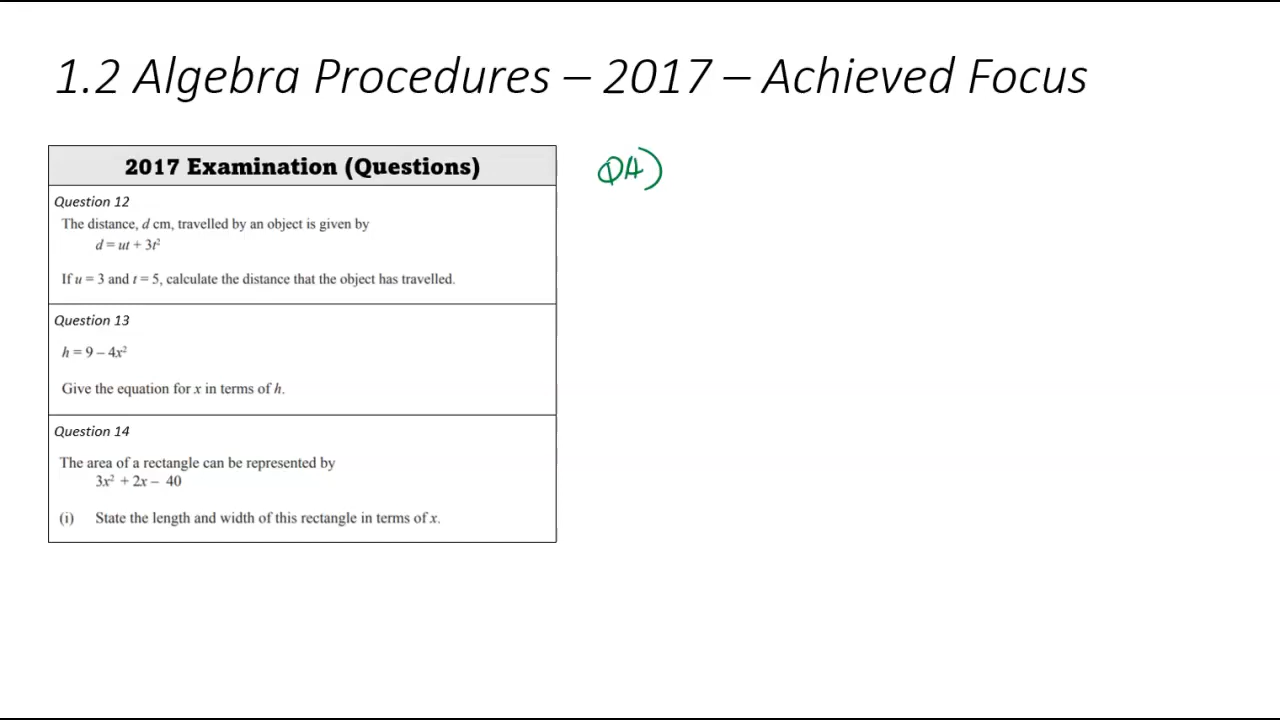 1.2 Algebra Procedures – 2017 – Achieved Focus
2017 Examination (Questions)
Question 12
The distance, d cm, travelled by an object is given by
d = ut + 3t²
If u = 3 and t = 5, calculate the distance that the object has travelled.
Question 13
h = 9 – 4x²
Give the equation for x in terms of h.
Question 14
The area of a rectangle can be represented by
3x² + 2x – 40
(i) State the length and width of this rectangle in terms of x.
Q4)